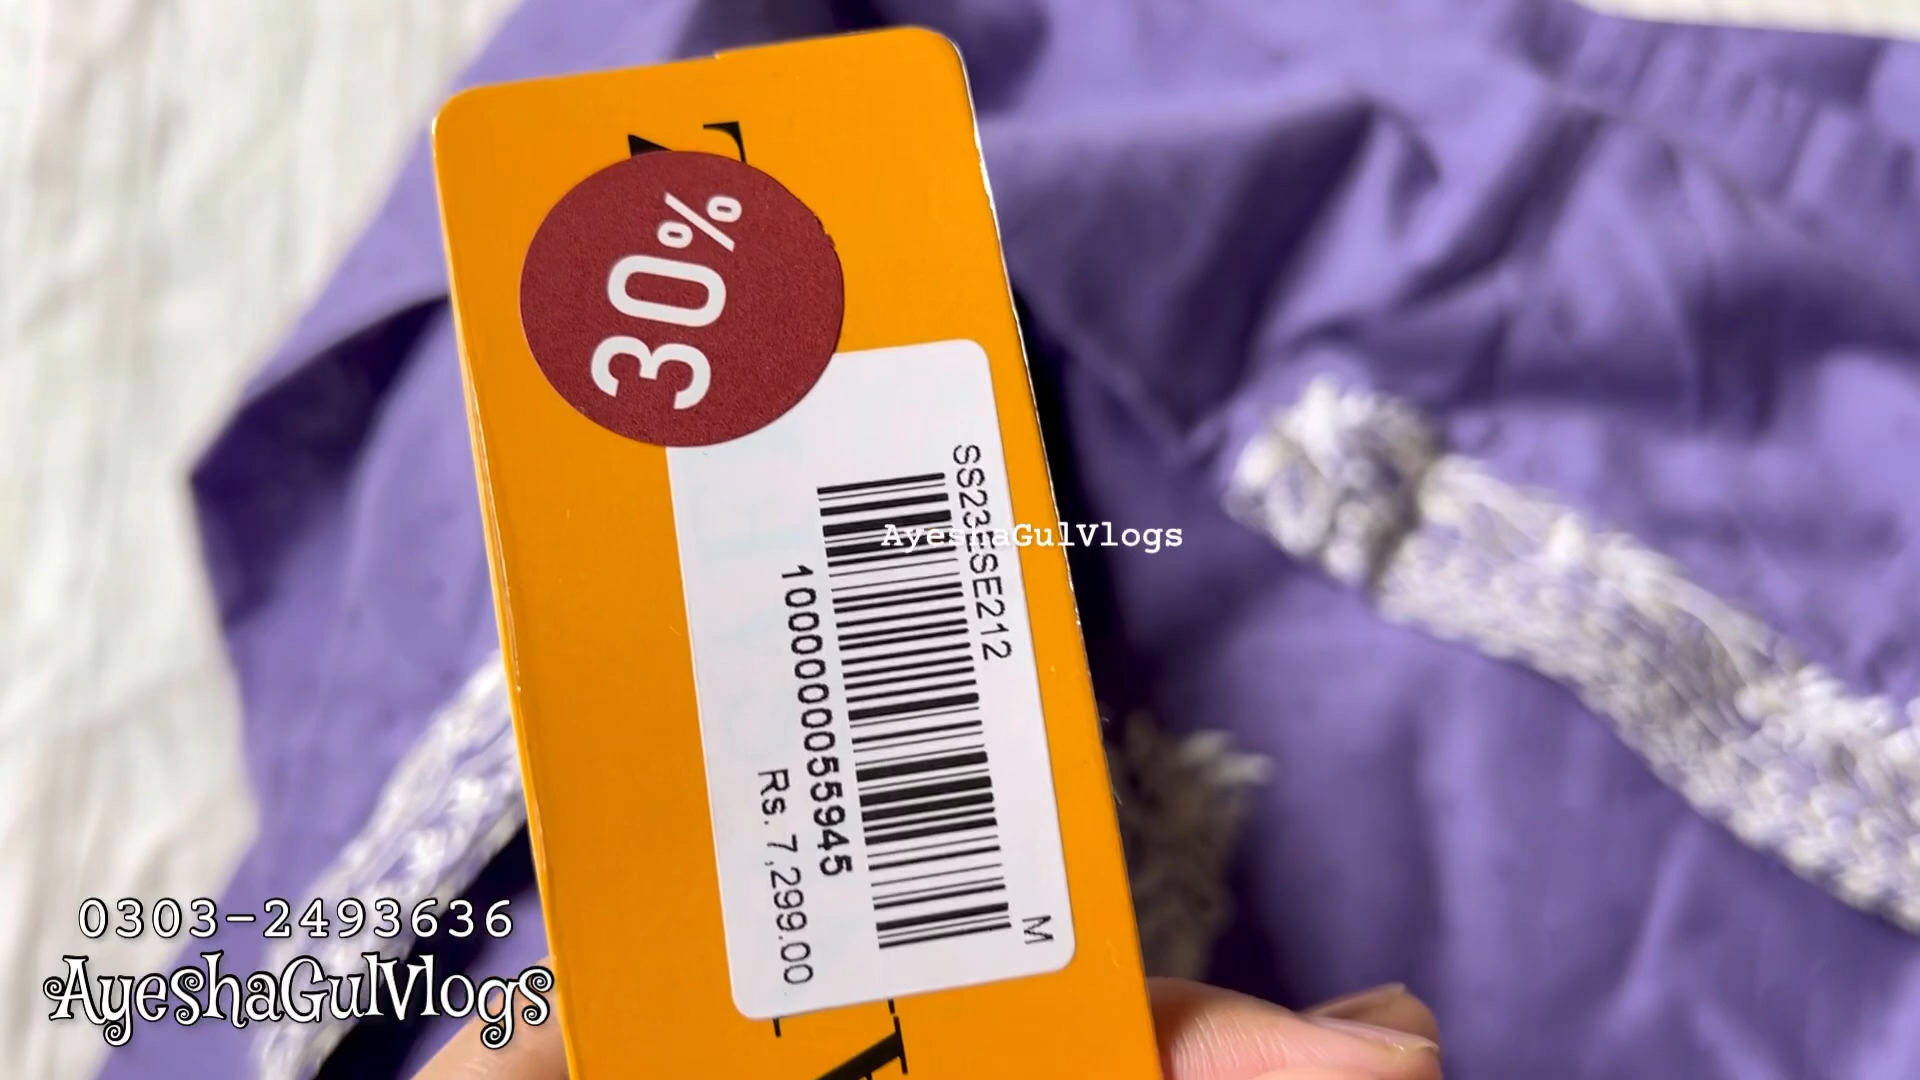 30%
SS23ESE212
M
1000000055945
Rs. 7,299.00
AyeshaGulVlogs
0303-2493636
AyeshaGulVlogs